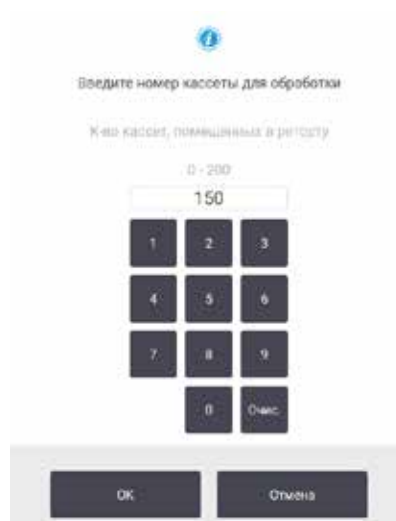 i
Введите номер кассеты для обработки
К-во кассет, помещенных в реторту
0 - 200
150
1 2 3
4 5 6
7 8 9
0 Очис.
OK Отмена